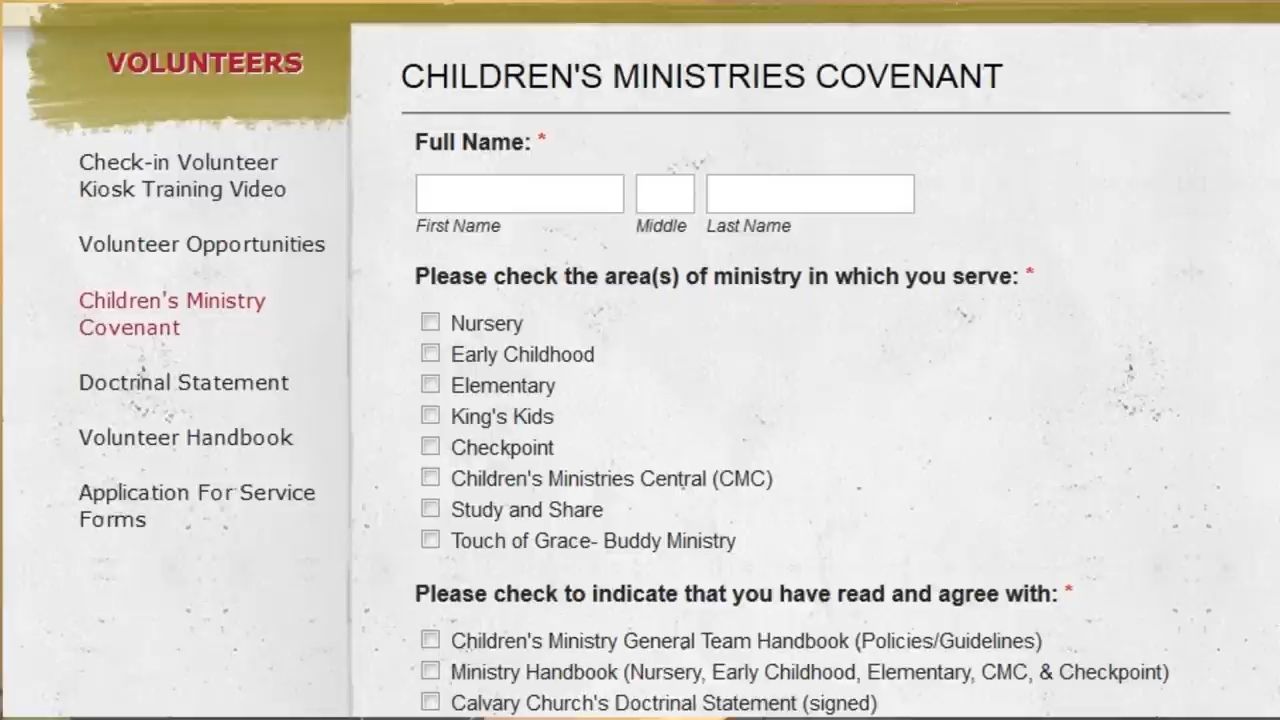 VOLUNTEERS
Check-in Volunteer
Kiosk Training Video
Volunteer Opportunities
Children's Ministry
Covenant
Doctrinal Statement
Volunteer Handbook
Application For Service
Forms
CHILDREN'S MINISTRIES COVENANT
Full Name: *
First Name Middle Last Name
Please check the area(s) of ministry in which you serve: *
Nursery
Early Childhood
Elementary
King's Kids
Checkpoint
Children's Ministries Central (CMC)
Study and Share
Touch of Grace- Buddy Ministry
Please check to indicate that you have read and agree with: *
Children's Ministry General Team Handbook (Policies/Guidelines)
Ministry Handbook (Nursery, Early Childhood, Elementary, CMC, & Checkpoint)
Calvary Church's Doctrinal Statement (signed)